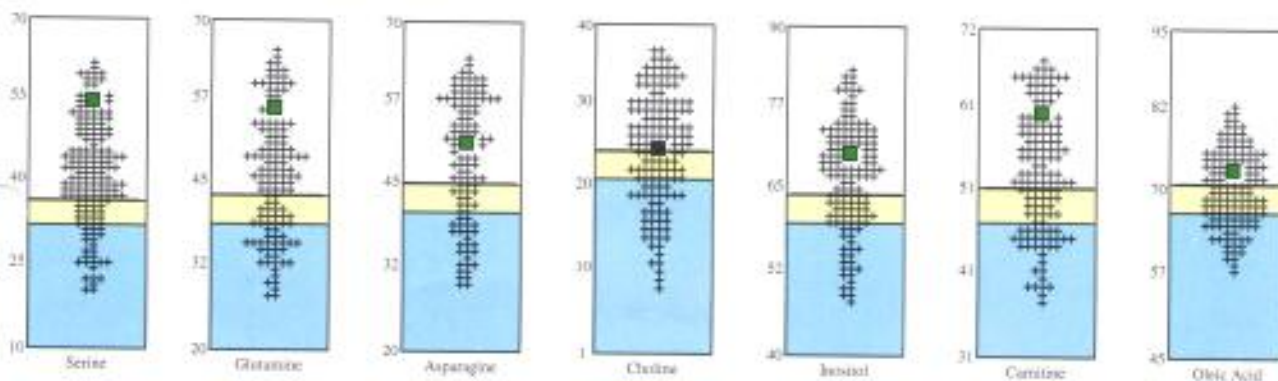 70 55 40 25 10 Serine
70 57 45 32 20 Glutamine
70 57 45 32 20 Asparagine
40 30 20 10 1 Choline
90 77 65 52 40 Inositol
72 61 51 41 31 Carnitine
95 82 70 57 45 Oleic Acid